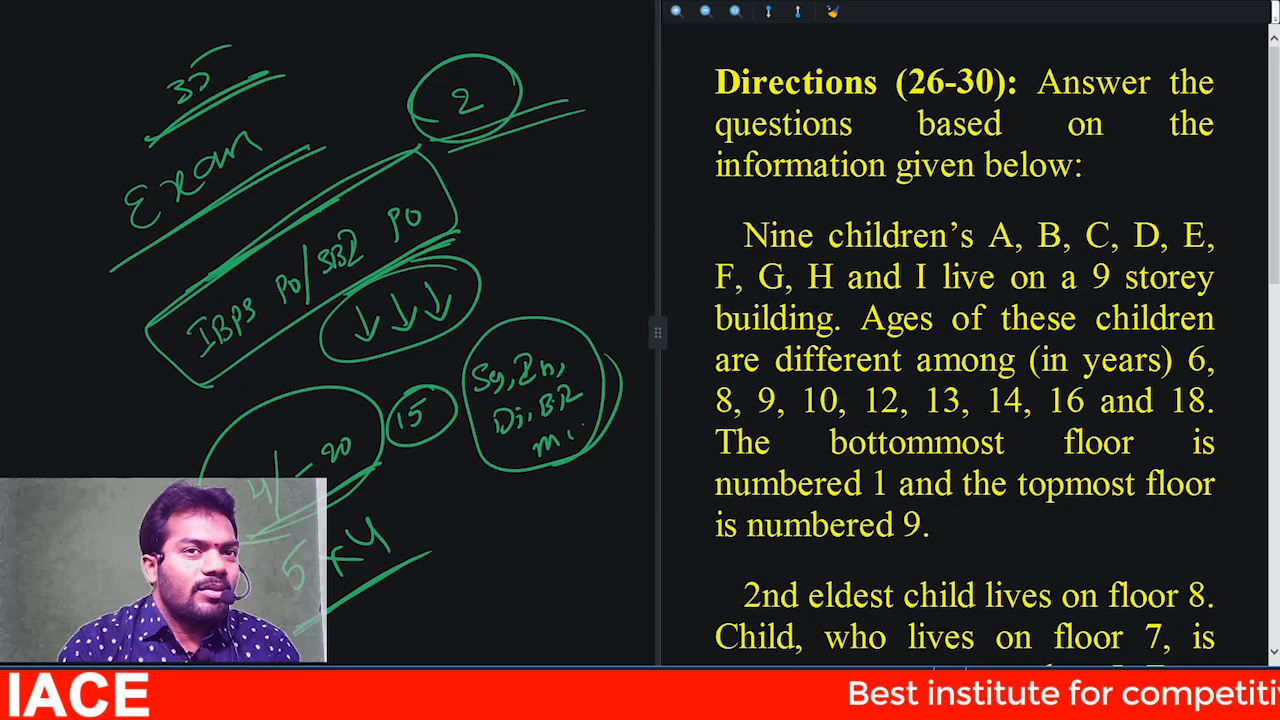 35
Exam
2
IBPS PO/SBI PO
Sy, In,
15
Di, B.R
4/-20
5 x 4
Directions (26-30): Answer the
questions based on the
information given below:
Nine children’s A, B, C, D, E,
F, G, H and I live on a 9 storey
building. Ages of these children
are different among (in years) 6,
8, 9, 10, 12, 13, 14, 16 and 18.
The bottommost floor is
numbered 1 and the topmost floor
is numbered 9.
2nd eldest child lives on floor 8.
Child, who lives on floor 7, is
IACE
Best institute for competiti